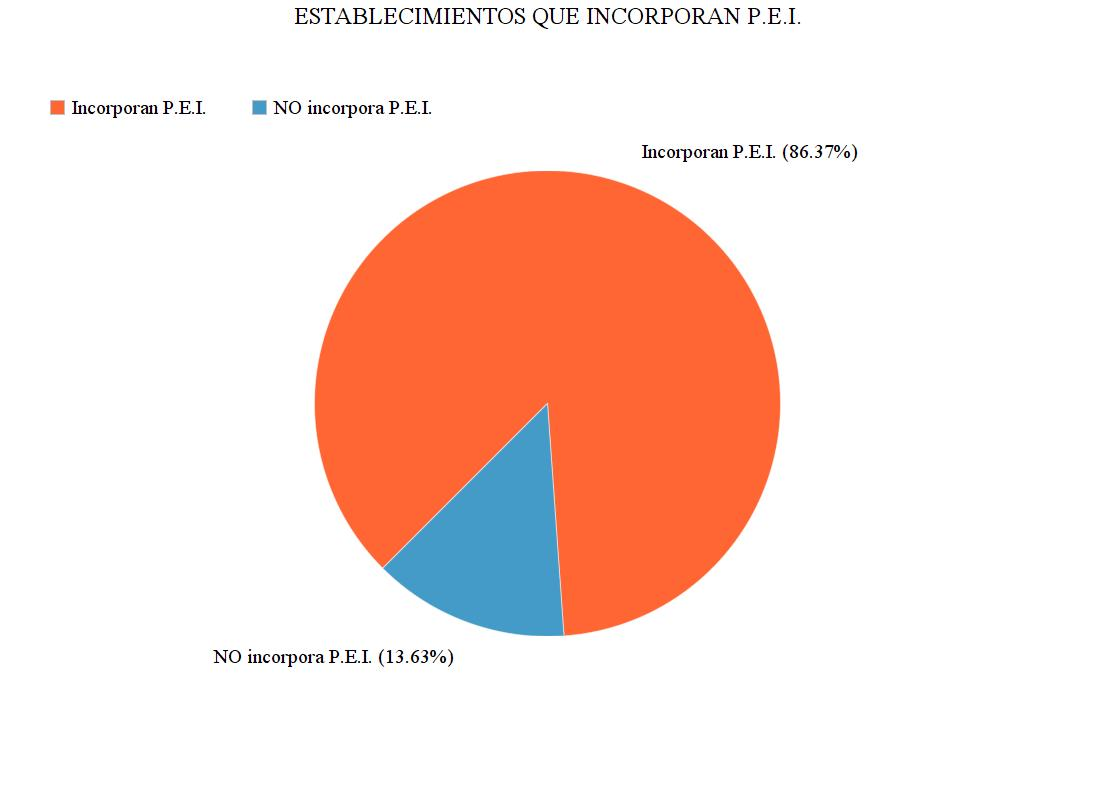 ESTABLECIMIENTOS QUE INCORPORAN P.E.I.
Incorporan P.E.I. NO incorpora P.E.I.
Incorporan P.E.I. (86.37%)
NO incorpora P.E.I. (13.63%)